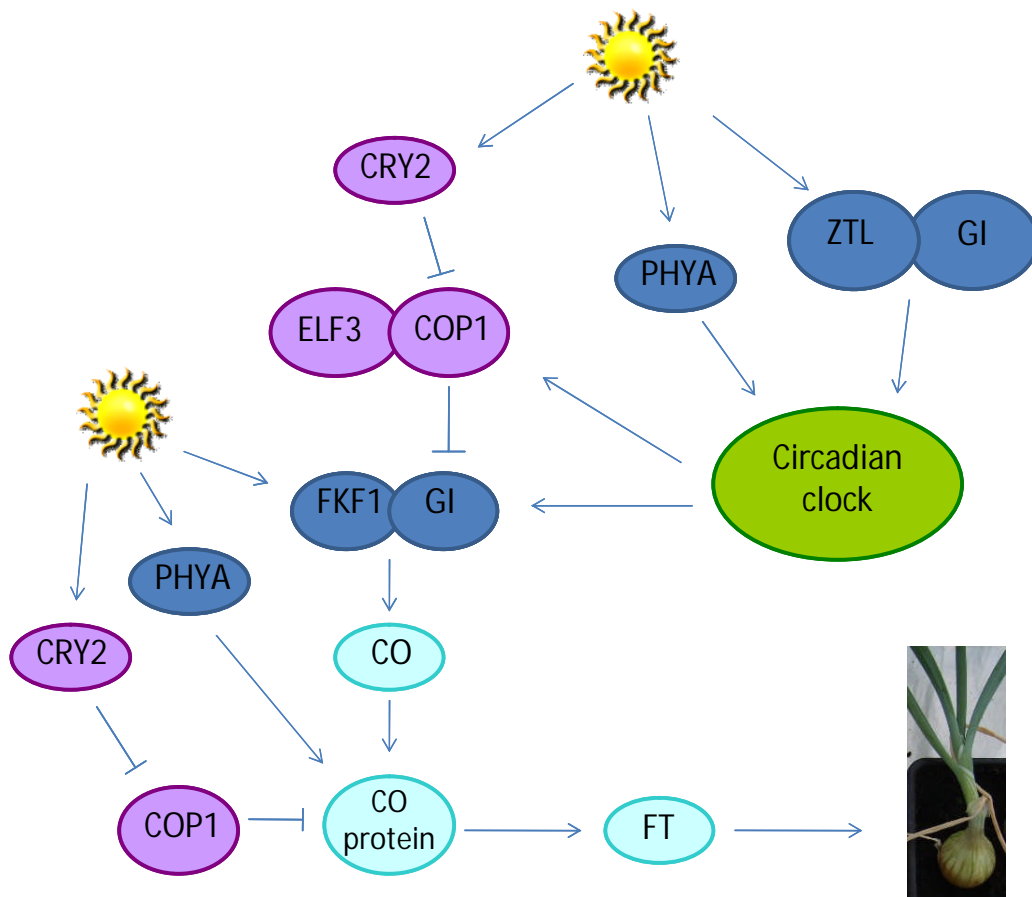 CRY2
ZTL
GI
PHYA
ELF3
COP1
Circadian
clock
FKF1
GI
PHYA
CRY2
CO
COP1
CO
protein
FT